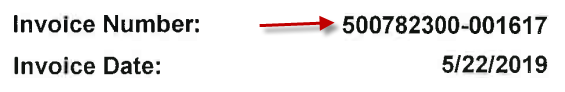 Invoice Number: 500782300-001617
Invoice Date: 5/22/2019